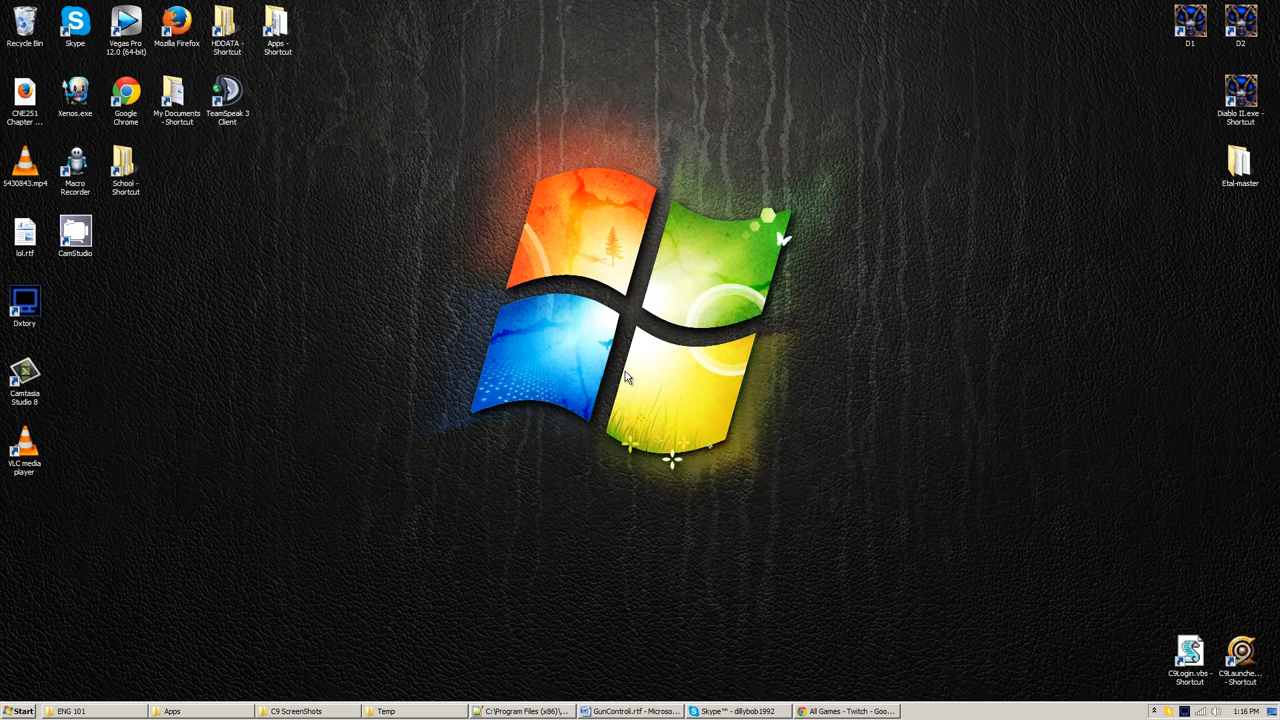 Recycle Bin
Skype
Vegas Pro
12.0 (64-bit)
Mozilla Firefox
HDDATA -
Shortcut
Apps -
Shortcut
D1
D2
CNE251
Chapter ...
Xenos.exe
Google
Chrome
My Documents
- Shortcut
TeamSpeak 3
Client
Diablo II.exe -
Shortcut
5430843.mp4
Macro
Recorder
School -
Shortcut
Etal-master
lol.rtf
CamStudio
Dxtory
Camtasia
Studio 8
VLC media
player
C9Login.vbs -
Shortcut
C9Launche...
- Shortcut
Start
ENG 101
Apps
C9 ScreenShots
Temp
C:\Program Files (x86)\...
GunControll.rtf - Microso...
Skype™ - dillybob1992
All Games - Twitch - Goo...
1:16 PM